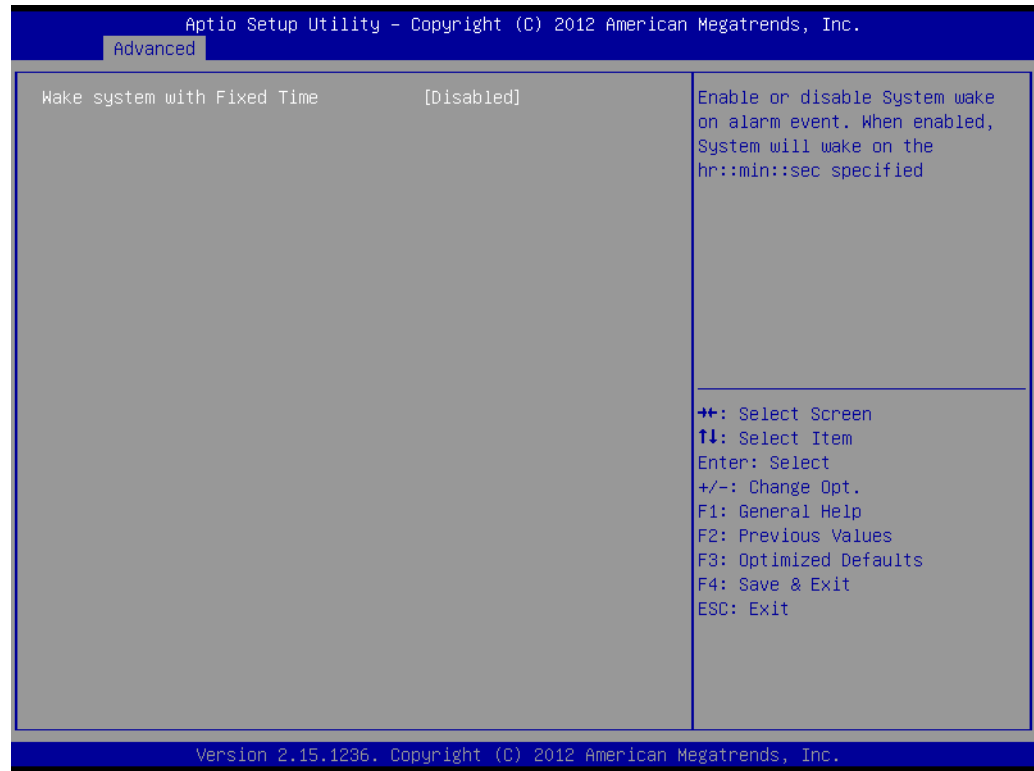 Aptio Setup Utility – Copyright (C) 2012 American Megatrends, Inc.
Advanced
Wake system with Fixed Time [Disabled]
Enable or disable System wake
on alarm event. When enabled,
System will wake on the
hr::min::sec specified
→←: Select Screen
↑↓: Select Item
Enter: Select
+/-: Change Opt.
F1: General Help
F2: Previous Values
F3: Optimized Defaults
F4: Save & Exit
ESC: Exit
Version 2.15.1236. Copyright (C) 2012 American Megatrends, Inc.